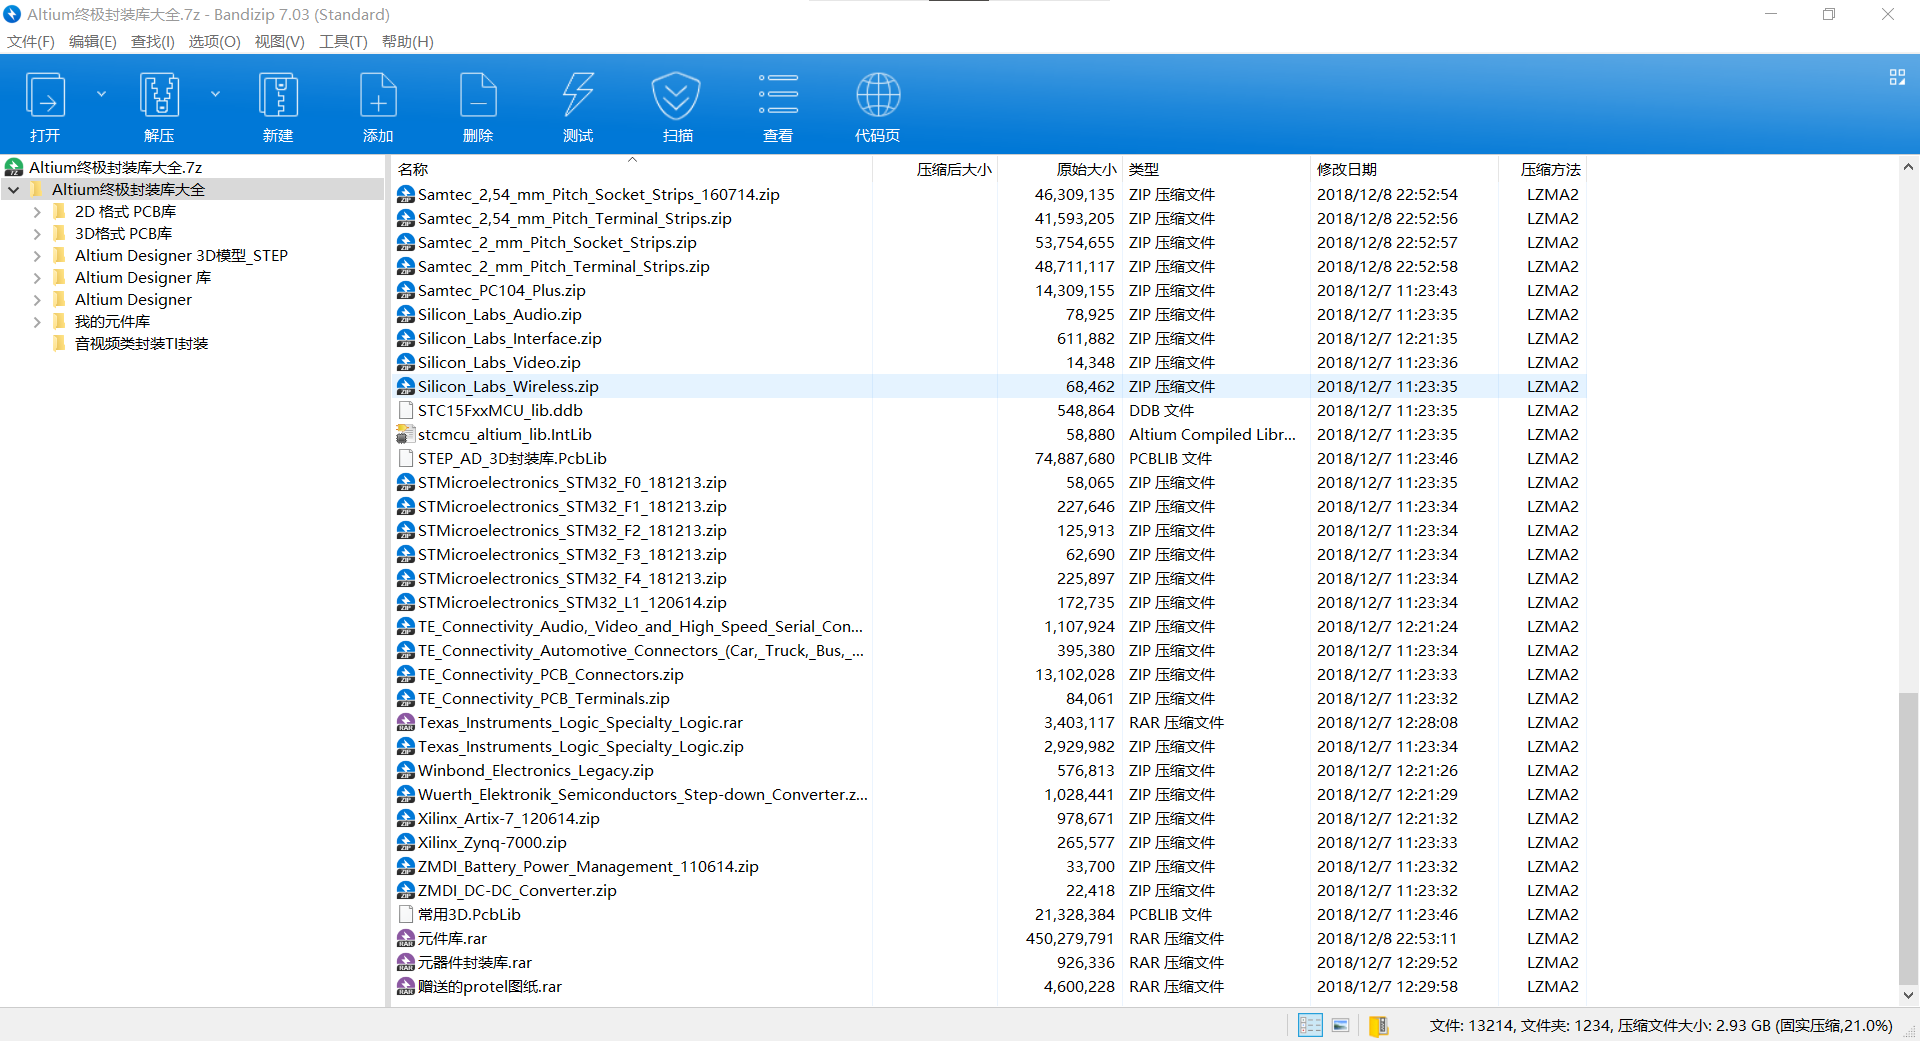 Altium终极封装库大全.7z - Bandizip 7.03 (Standard)
文件(F) 编辑(E) 查找(I) 选项(O) 视图(V) 工具(T) 帮助(H)
打开 解压 新建 添加 删除 测试 扫描 查看 代码页
Altium终极封装库大全.7z
Altium终极封装库大全
2D 格式 PCB库
3D格式 PCB库
Altium Designer 3D模型_STEP
Altium Designer 库
Altium Designer
我的元件库
音视频类封装TI封装
名称 压缩后大小 原始大小 类型 修改日期 压缩方法
Samtec_2,54_mm_Pitch_Socket_Strips_160714.zip 46,309,135 ZIP 压缩文件 2018/12/8 22:52:54 LZMA2
Samtec_2,54_mm_Pitch_Terminal_Strips.zip 41,593,205 ZIP 压缩文件 2018/12/8 22:52:56 LZMA2
Samtec_2_mm_Pitch_Socket_Strips.zip 53,754,655 ZIP 压缩文件 2018/12/8 22:52:57 LZMA2
Samtec_2_mm_Pitch_Terminal_Strips.zip 48,711,117 ZIP 压缩文件 2018/12/8 22:52:58 LZMA2
Samtec_PC104_Plus.zip 14,309,155 ZIP 压缩文件 2018/12/7 11:23:43 LZMA2
Silicon_Labs_Audio.zip 78,925 ZIP 压缩文件 2018/12/7 11:23:35 LZMA2
Silicon_Labs_Interface.zip 611,882 ZIP 压缩文件 2018/12/7 12:21:35 LZMA2
Silicon_Labs_Video.zip 14,348 ZIP 压缩文件 2018/12/7 11:23:36 LZMA2
Silicon_Labs_Wireless.zip 68,462 ZIP 压缩文件 2018/12/7 11:23:35 LZMA2
STC15FxxMCU_lib.ddb 548,864 DDB 文件 2018/12/7 11:23:35 LZMA2
stcmcu_altium_lib.IntLib 58,880 Altium Compiled Libr... 2018/12/7 11:23:35 LZMA2
STEP_AD_3D封装库.PcbLib 74,887,680 PCBLIB 文件 2018/12/7 11:23:46 LZMA2
STMicroelectronics_STM32_F0_181213.zip 58,065 ZIP 压缩文件 2018/12/7 11:23:35 LZMA2
STMicroelectronics_STM32_F1_181213.zip 227,646 ZIP 压缩文件 2018/12/7 11:23:34 LZMA2
STMicroelectronics_STM32_F2_181213.zip 125,913 ZIP 压缩文件 2018/12/7 11:23:34 LZMA2
STMicroelectronics_STM32_F3_181213.zip 62,690 ZIP 压缩文件 2018/12/7 11:23:34 LZMA2
STMicroelectronics_STM32_F4_181213.zip 225,897 ZIP 压缩文件 2018/12/7 11:23:34 LZMA2
STMicroelectronics_STM32_L1_120614.zip 172,735 ZIP 压缩文件 2018/12/7 11:23:34 LZMA2
TE_Connectivity_Audio,_Video_and_High_Speed_Serial_Con... 1,107,924 ZIP 压缩文件 2018/12/7 12:21:24 LZMA2
TE_Connectivity_Automotive_Connectors_(Car,_Truck,_Bus,_... 395,380 ZIP 压缩文件 2018/12/7 11:23:34 LZMA2
TE_Connectivity_PCB_Connectors.zip 13,102,028 ZIP 压缩文件 2018/12/7 11:23:33 LZMA2
TE_Connectivity_PCB_Terminals.zip 84,061 ZIP 压缩文件 2018/12/7 11:23:32 LZMA2
Texas_Instruments_Logic_Specialty_Logic.rar 3,403,117 RAR 压缩文件 2018/12/7 12:28:08 LZMA2
Texas_Instruments_Logic_Specialty_Logic.zip 2,929,982 ZIP 压缩文件 2018/12/7 11:23:34 LZMA2
Winbond_Electronics_Legacy.zip 576,813 ZIP 压缩文件 2018/12/7 12:21:26 LZMA2
Wuerth_Elektronik_Semiconductors_Step-down_Converter.z... 1,028,441 ZIP 压缩文件 2018/12/7 12:21:29 LZMA2
Xilinx_Artix-7_120614.zip 978,671 ZIP 压缩文件 2018/12/7 12:21:32 LZMA2
Xilinx_Zynq-7000.zip 265,577 ZIP 压缩文件 2018/12/7 11:23:33 LZMA2
ZMDI_Battery_Power_Management_110614.zip 33,700 ZIP 压缩文件 2018/12/7 11:23:32 LZMA2
ZMDI_DC-DC_Converter.zip 22,418 ZIP 压缩文件 2018/12/7 11:23:32 LZMA2
常用3D.PcbLib 21,328,384 PCBLIB 文件 2018/12/7 11:23:46 LZMA2
元件库.rar 450,279,791 RAR 压缩文件 2018/12/8 22:53:11 LZMA2
元器件封装库.rar 926,336 RAR 压缩文件 2018/12/7 12:29:52 LZMA2
赠送的protel图纸.rar 4,600,228 RAR 压缩文件 2018/12/7 12:29:58 LZMA2
文件: 13214, 文件夹: 1234, 压缩文件大小: 2.93 GB (固实压缩,21.0%)